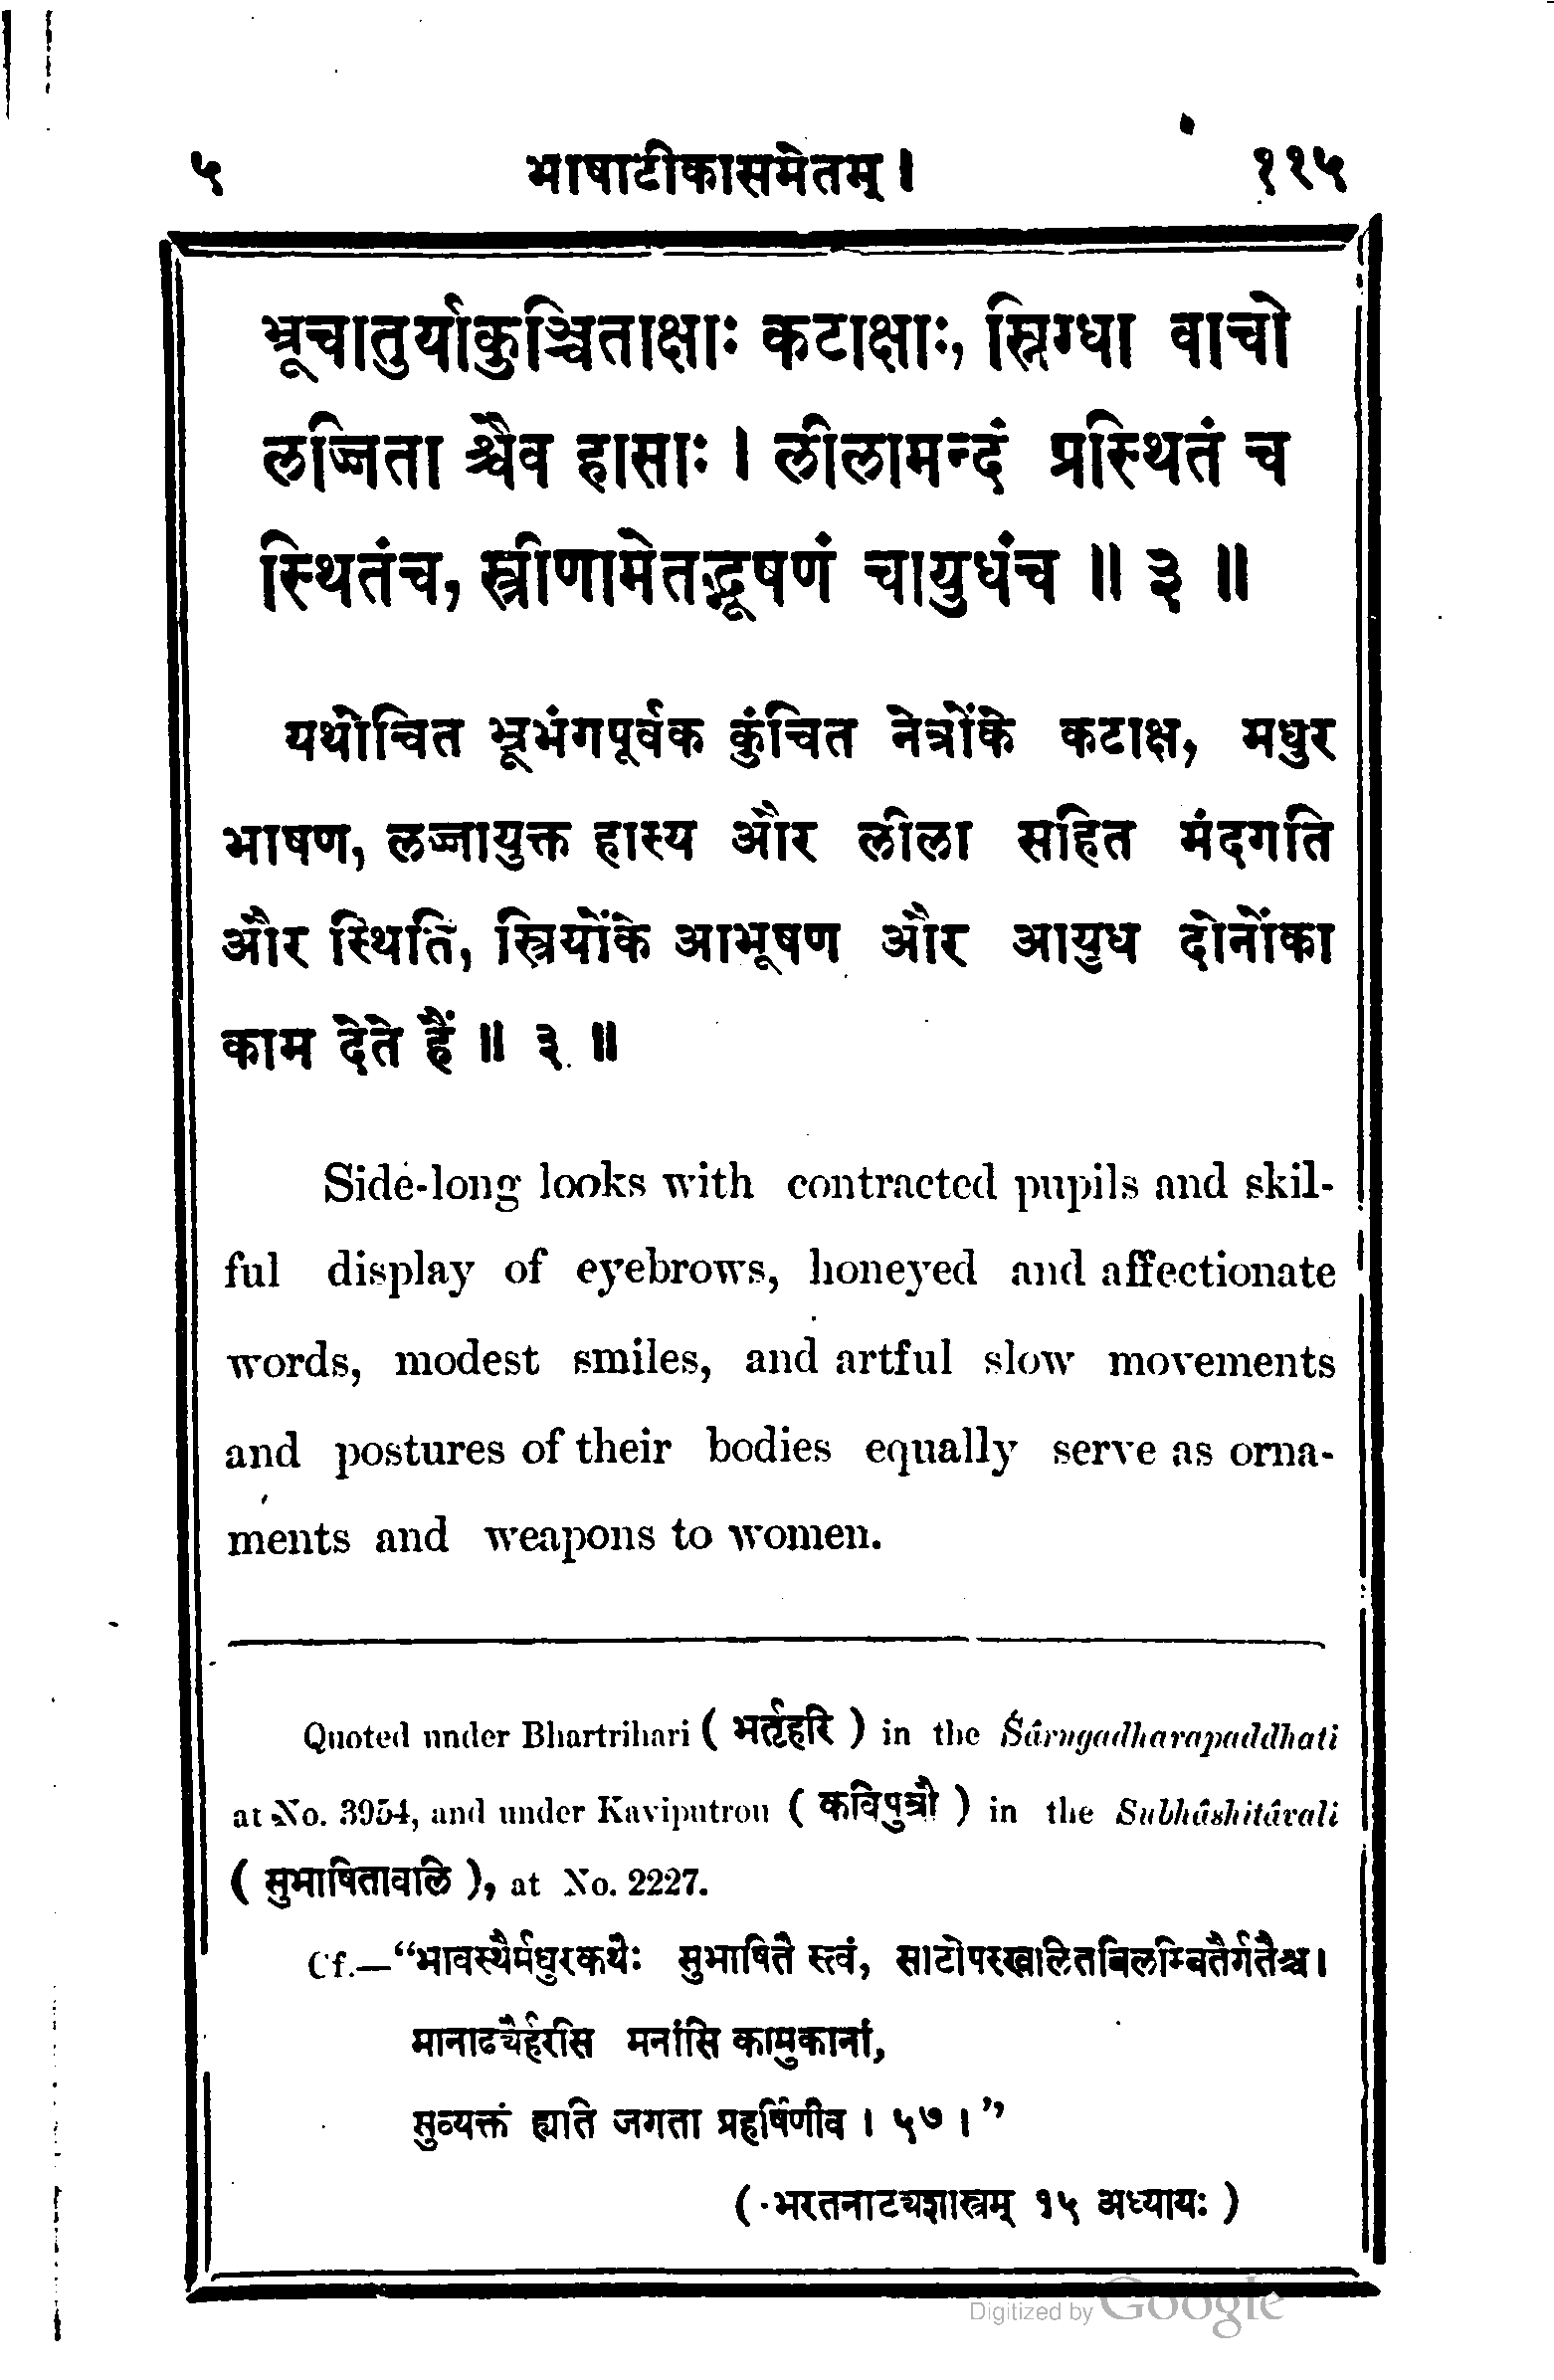 ५ भाषाटीकासमेतम् । ११५
भ्रूचातुर्याकुञ्चिताक्षाः कटाक्षाः, स्निग्धा वाचो
लज्जिता श्चैव हासाः । लीलामन्दं प्रस्थितं च
स्थितंच, स्त्रीणामेतद्भूषणं चायुधंच ॥ ३ ॥
यथोचित भ्रूभंगपूर्वक कुंचित नेत्रोंके कटाक्ष, मधुर
भाषण, लज्जायुक्त हास्य और लीला सहित मंदगति
और स्थिति, स्त्रियोंके आभूषण और आयुध दोनोंका
काम देते हैं ॥ ३ ॥
Side-long looks with contracted pupils and skil-
ful display of eyebrows, honeyed and affectionate
words, modest smiles, and artful slow movements
and postures of their bodies equally serve as orna-
ments and weapons to women.
Quoted under Bhartrihari ( भर्तृहरि ) in the Śârngadharapaddhati
at No. 3954, and under Kaviputrou ( कविपुत्रौ ) in the Subhâshitâvali
( सुभाषितावलि ), at No. 2227.
Cf.—“भावस्थैर्मधुरकथैः सुभाषितै स्त्वं, साटोपस्खालितविलम्बितैर्गतैश्च।
मानाढ्यैर्हरसि मनांसि कामुकानां,
सुव्यक्तं ह्यति जगता प्रहर्षिणीव । ५७ ।”
( भरतनाट्यशास्त्रम् १५ अध्यायः )
Digitized by Google